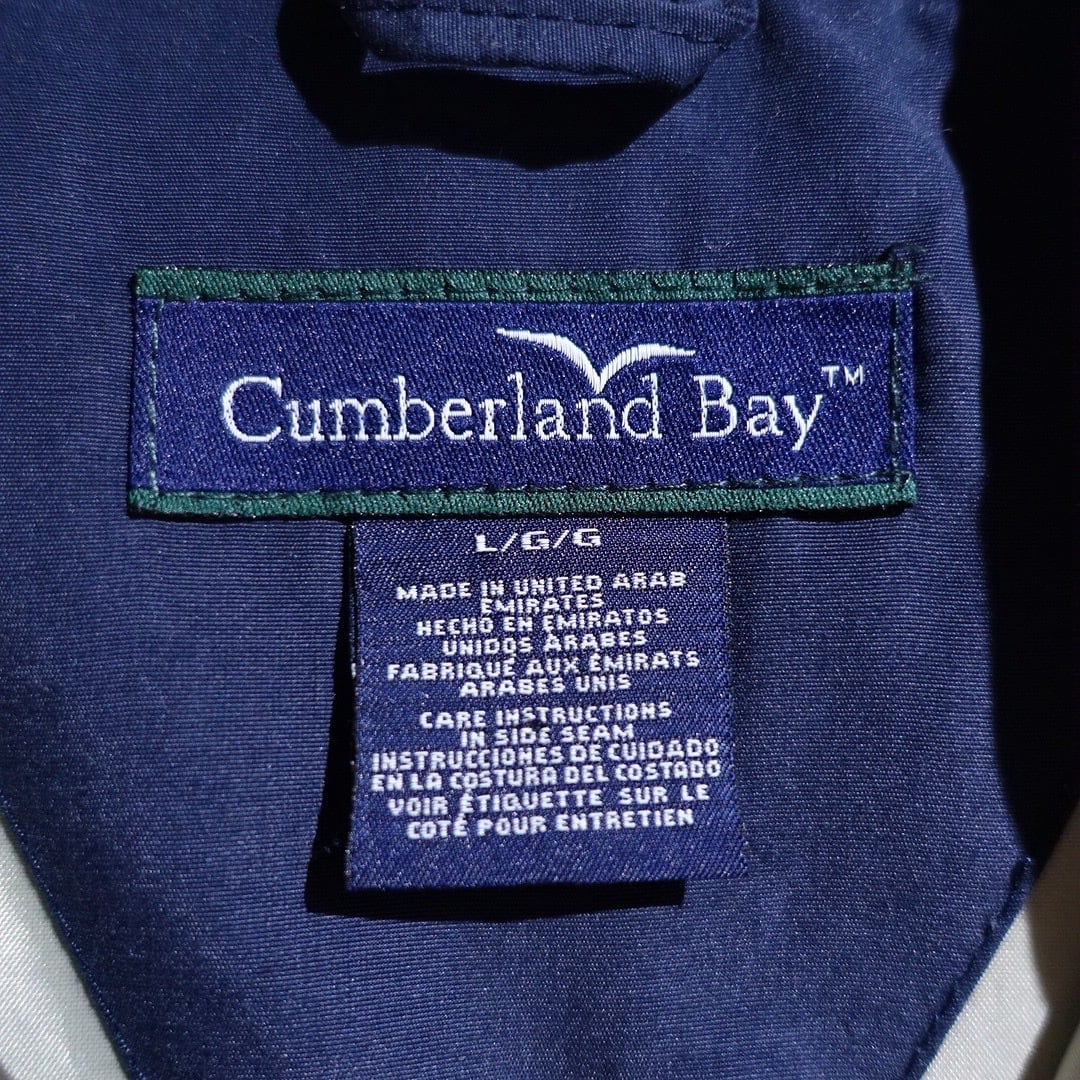 Cumberland Bay™
L/G/G
MADE IN UNITED ARAB
EMIRATES
HECHO EN EMIRATOS
UNIDOS ÀRABES
FABRIQUÉ AUX ÉMIRATS
ARABES UNIS
CARE INSTRUCTIONS
IN SIDE SEAM
INSTRUCCIONES DE CUIDADO
EN LA COSTURA DEL COSTADO
VOIR ÉTIQUETTE SUR LE
COTÉ POUR ENTRETIEN